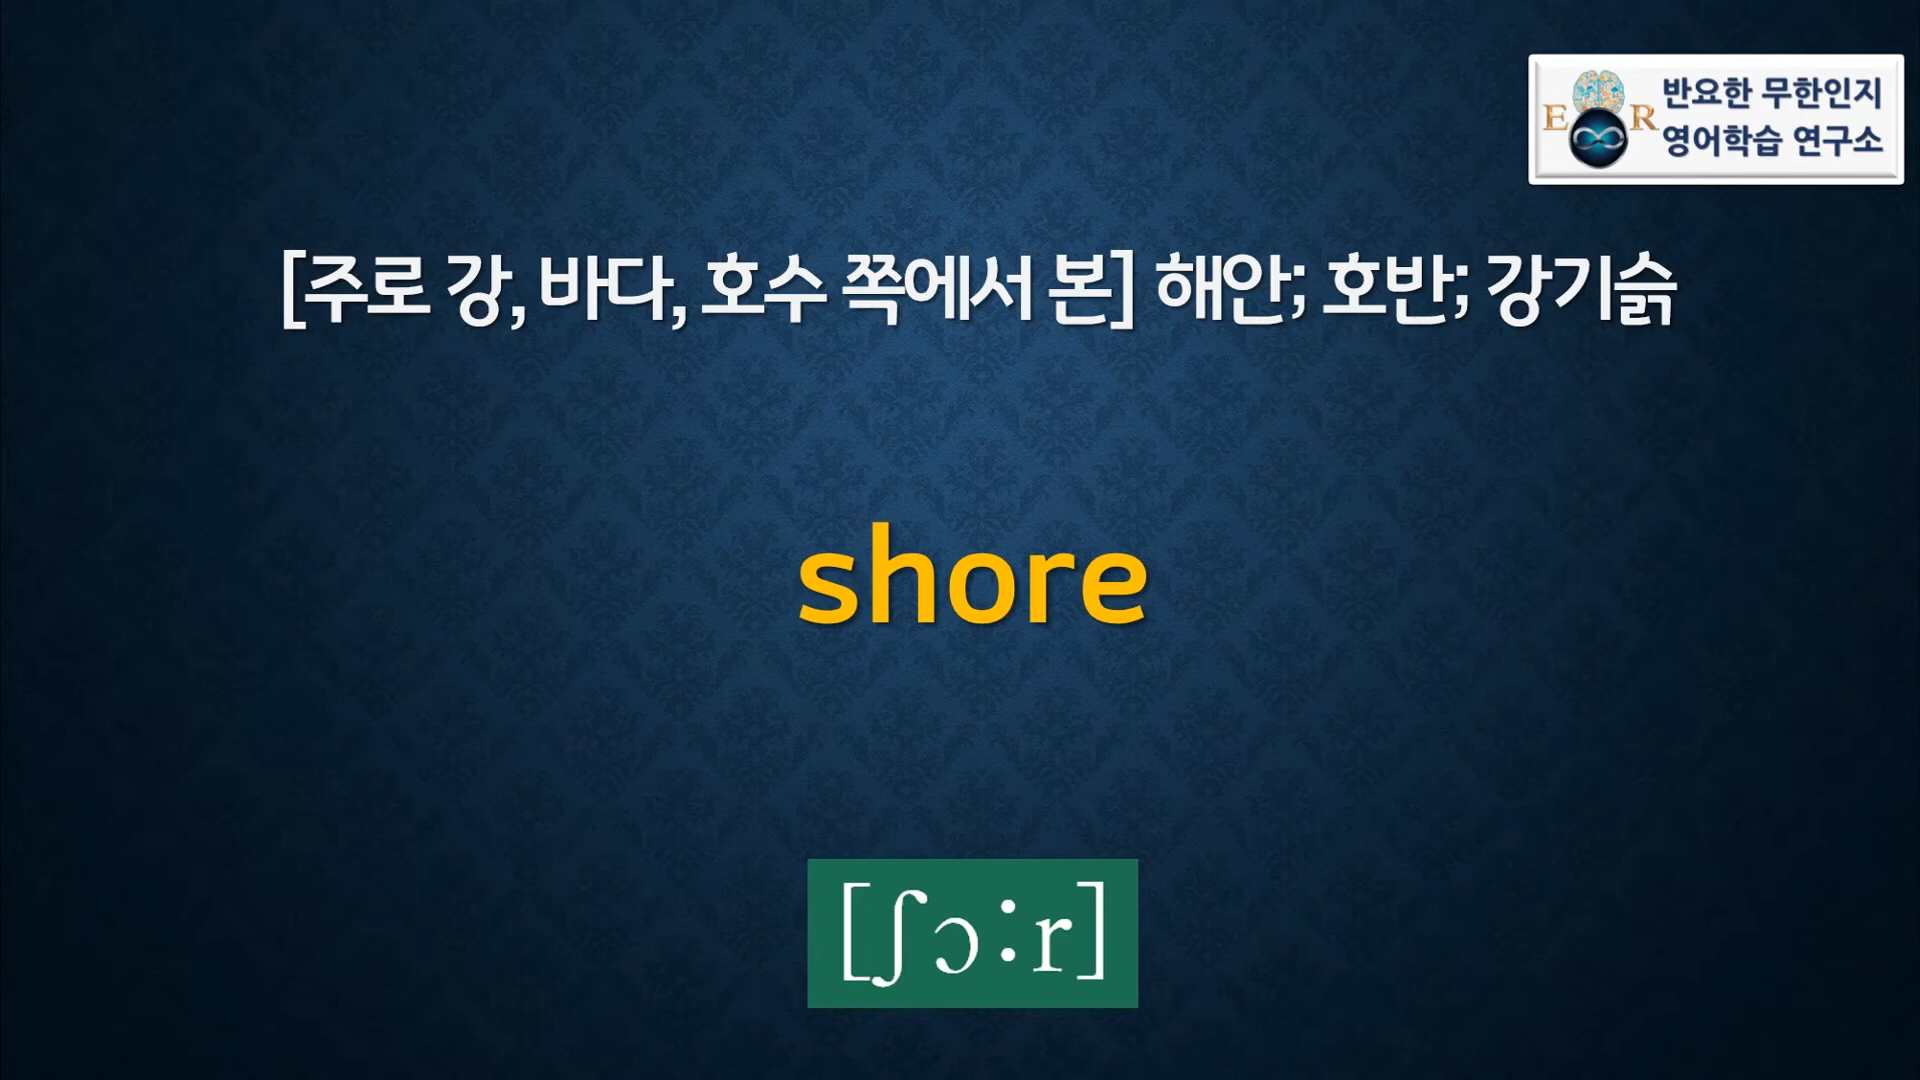 E R 반요한 무한인지
영어학습 연구소
[주로 강, 바다, 호수 쪽에서 본] 해안; 호반; 강기슭
shore
[ʃɔːr]